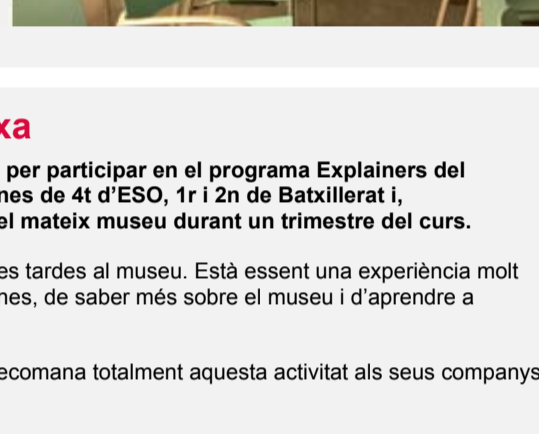 xa
per participar en el programa Explainers del
nes de 4t d’ESO, 1r i 2n de Batxillerat i,
el mateix museu durant un trimestre del curs.
es tardes al museu. Està essent una experiència molt
nes, de saber més sobre el museu i d’aprendre a
ecomana totalment aquesta activitat als seus companys